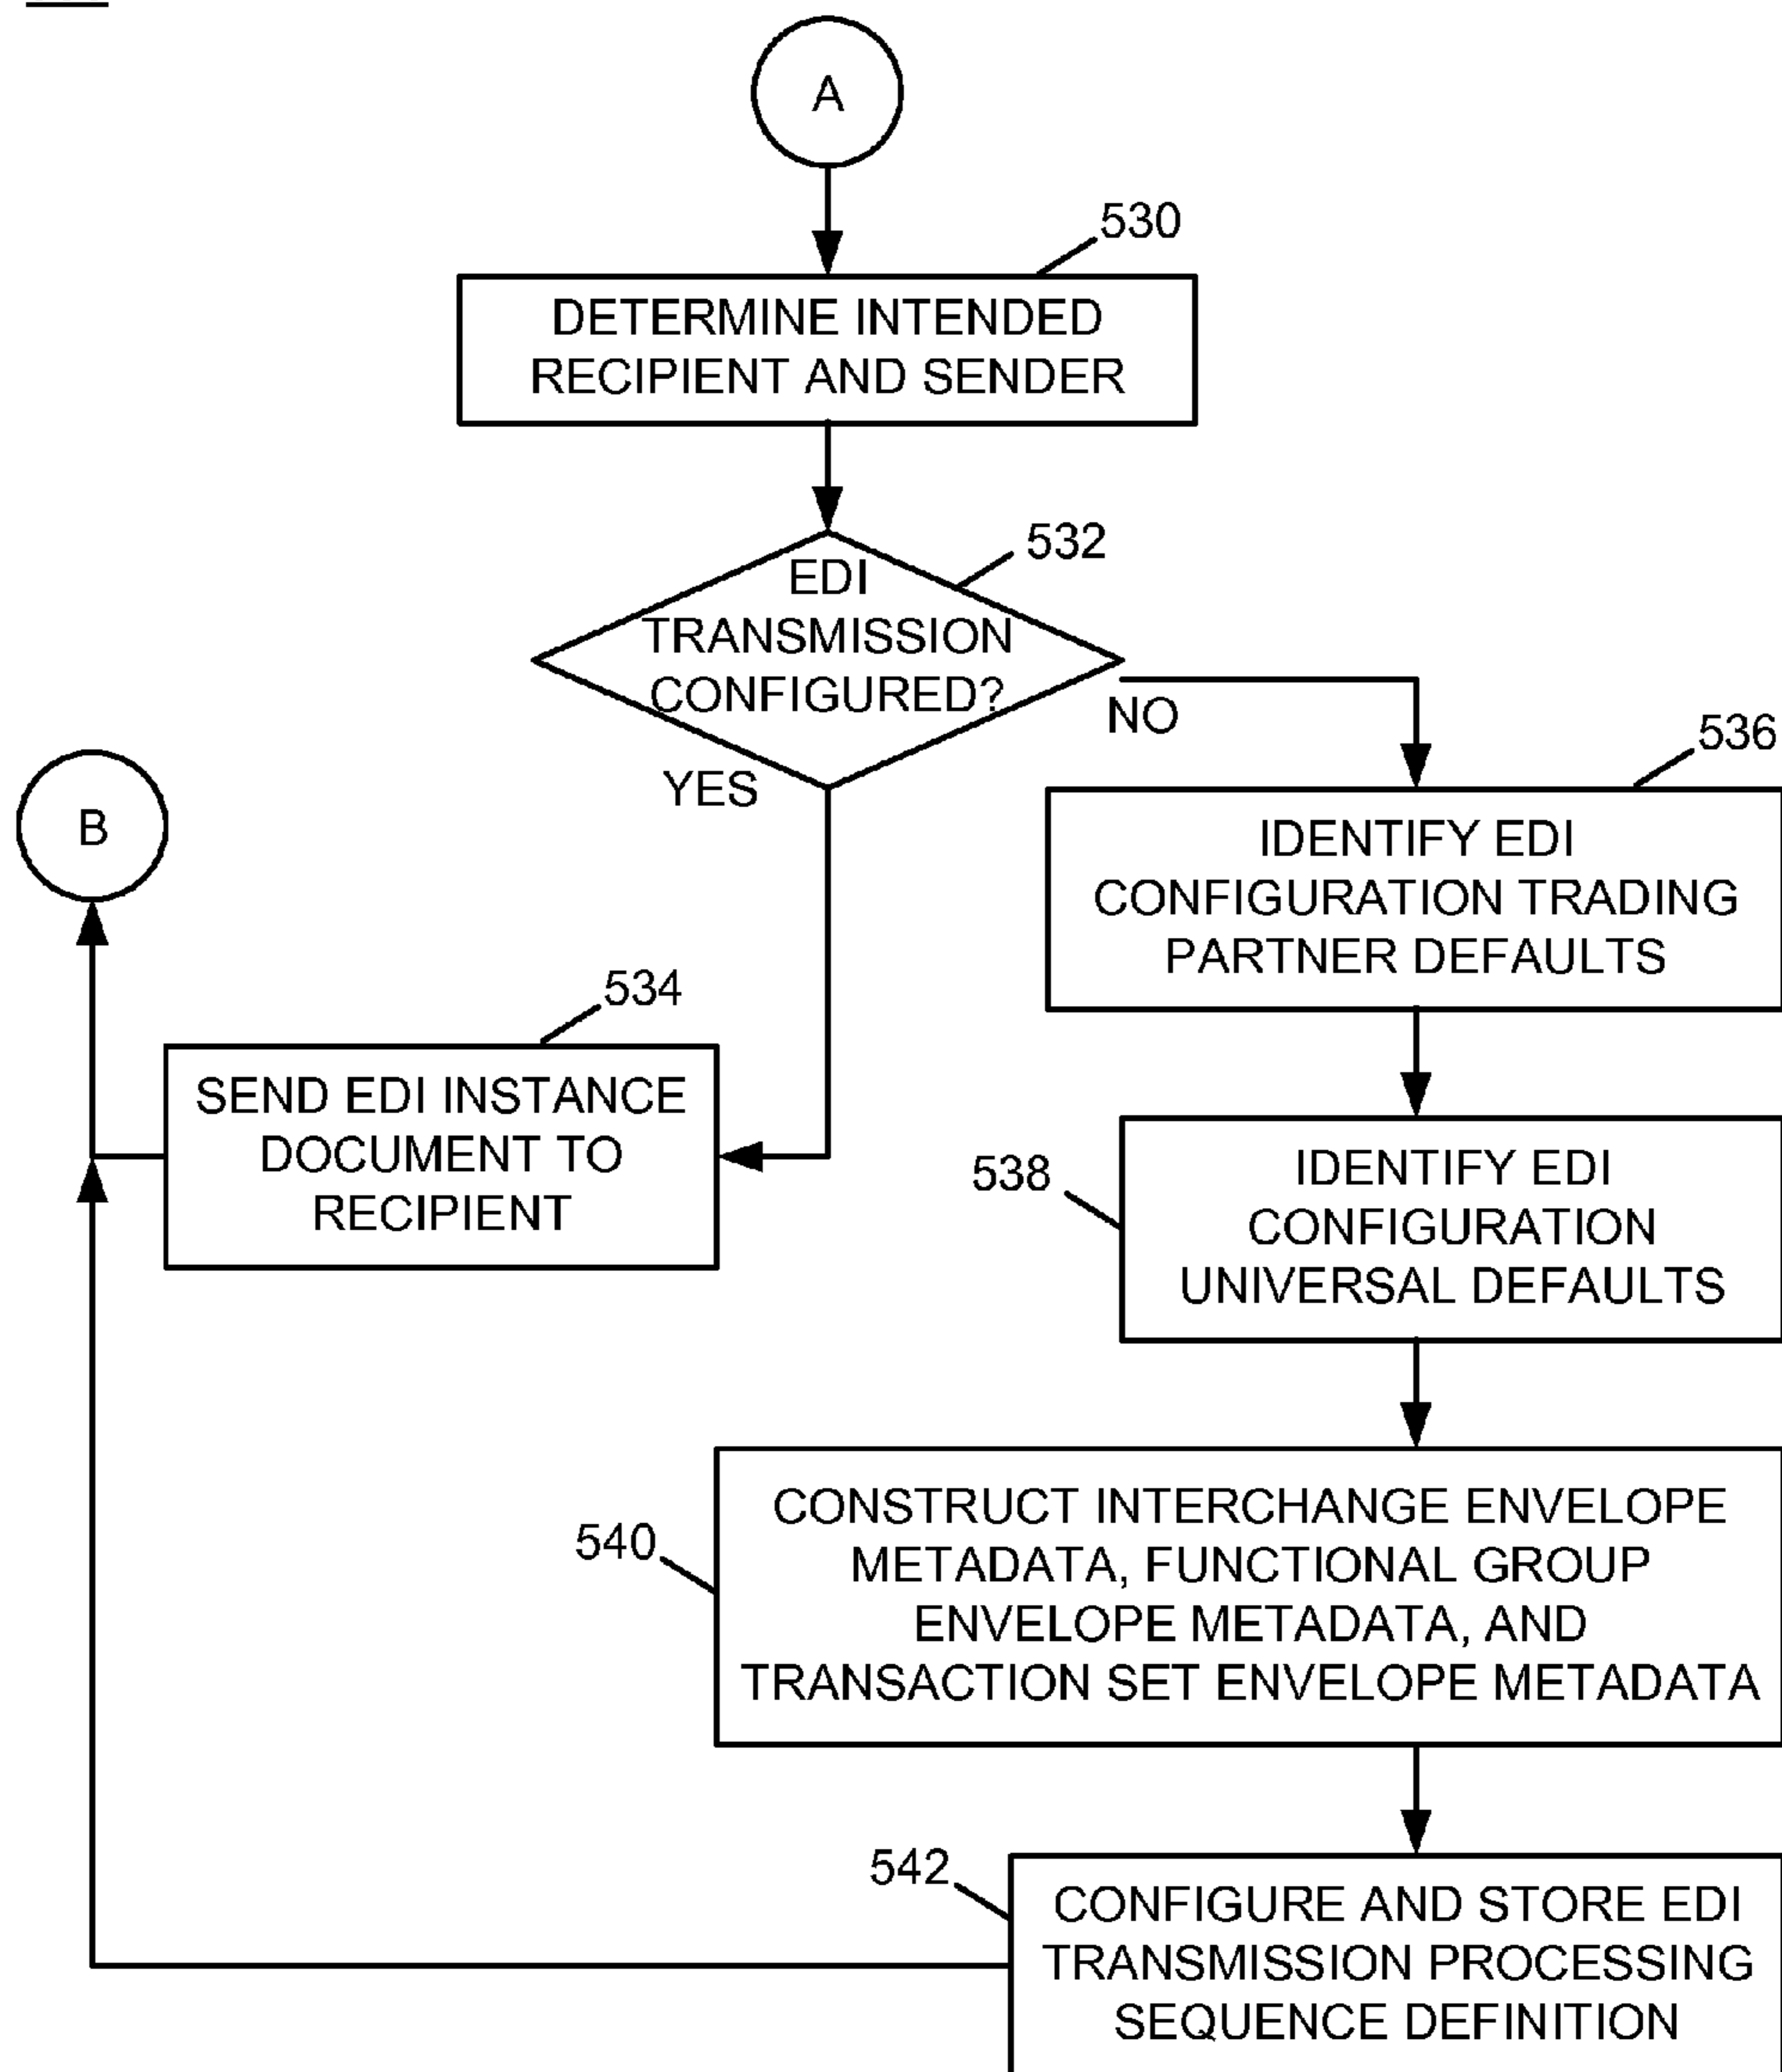 A
530
DETERMINE INTENDED
RECIPIENT AND SENDER
532
EDI
TRANSMISSION
CONFIGURED?
NO
YES
536
B
IDENTIFY EDI
CONFIGURATION TRADING
PARTNER DEFAULTS
534
SEND EDI INSTANCE
DOCUMENT TO
RECIPIENT
538
IDENTIFY EDI
CONFIGURATION
UNIVERSAL DEFAULTS
540
CONSTRUCT INTERCHANGE ENVELOPE
METADATA, FUNCTIONAL GROUP
ENVELOPE METADATA, AND
TRANSACTION SET ENVELOPE METADATA
542
CONFIGURE AND STORE EDI
TRANSMISSION PROCESSING
SEQUENCE DEFINITION